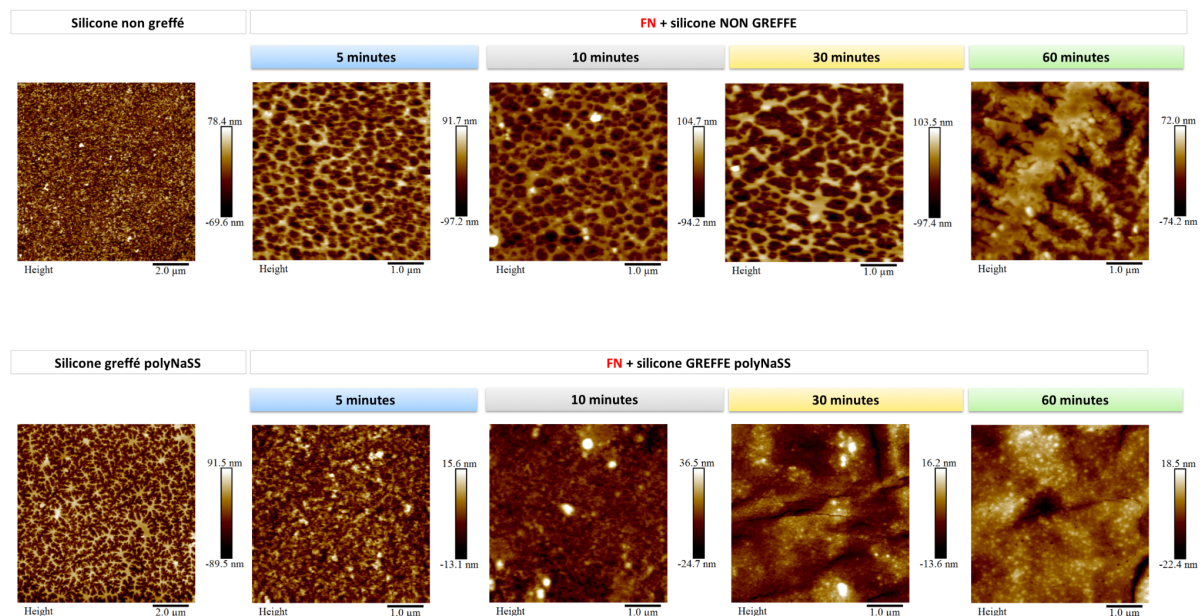 Silicone non greffé
FN + silicone NON GREFFE
5 minutes
10 minutes
30 minutes
60 minutes
78.4 nm
-69.6 nm
Height
2.0 µm
91.7 nm
-97.2 nm
Height
1.0 µm
104.7 nm
-94.2 nm
Height
1.0 µm
103.5 nm
-97.4 nm
Height
1.0 µm
72.0 nm
-74.2 nm
Height
1.0 µm
Silicone greffé polyNaSS
FN + silicone GREFFE polyNaSS
5 minutes
10 minutes
30 minutes
60 minutes
91.5 nm
-89.5 nm
Height
2.0 µm
15.6 nm
-13.1 nm
Height
1.0 µm
36.5 nm
-24.7 nm
Height
1.0 µm
16.2 nm
-13.6 nm
Height
1.0 µm
18.5 nm
-22.4 nm
Height
1.0 µm